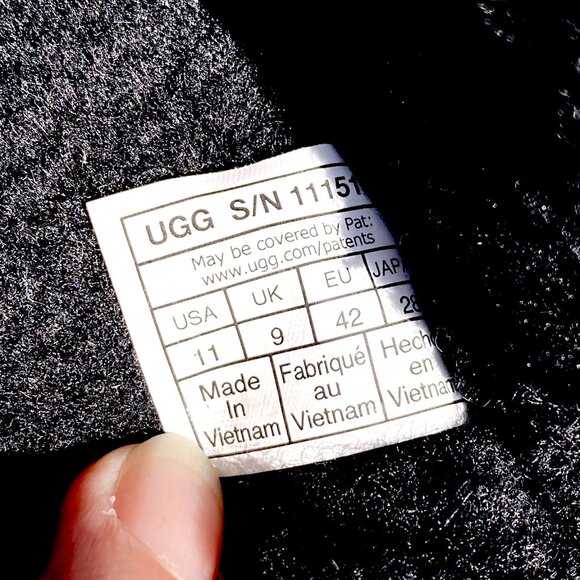 UGG S/N 11151
May be covered by Pat:
www.ugg.com/patents
USA UK EU JAP
11 9 42 28
Made In Vietnam
Fabriqué au Vietnam
Hecho en Vietnam